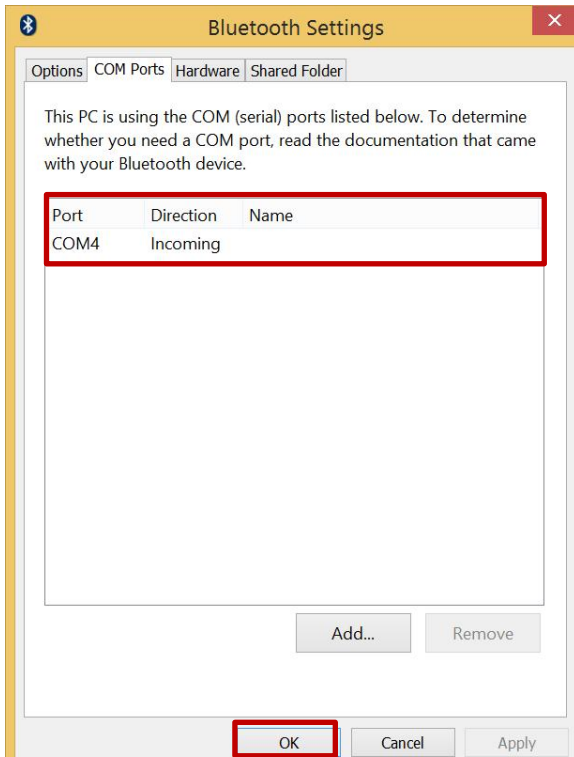 Bluetooth Settings
Options COM Ports Hardware Shared Folder
This PC is using the COM (serial) ports listed below. To determine
whether you need a COM port, read the documentation that came
with your Bluetooth device.
Port Direction Name
COM4 Incoming
Add... Remove
OK Cancel Apply